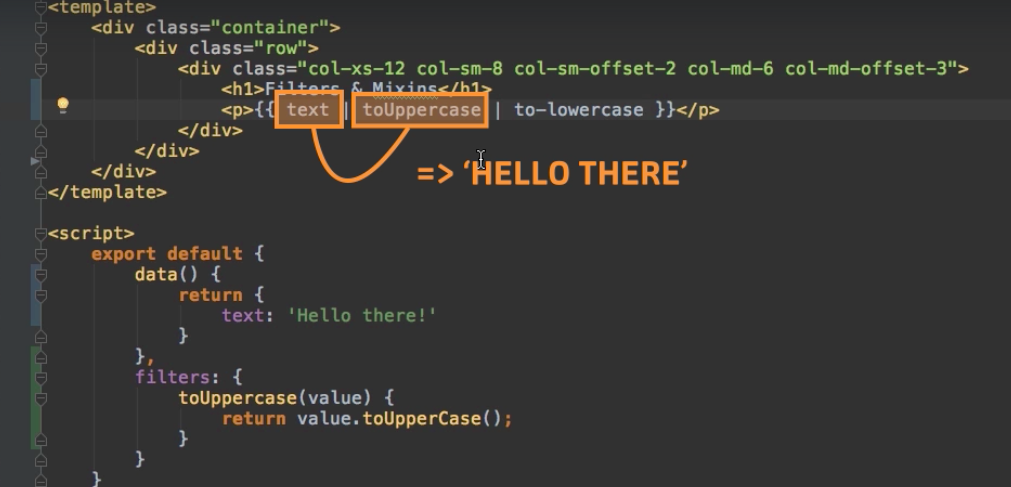 <template>
<div class="container">
<div class="row">
<div class="col-xs-12 col-sm-8 col-sm-offset-2 col-md-6 col-md-offset-3">
<h1>Filters & Mixins</h1>
<p>{{ text | toUppercase | to-lowercase }}</p>
</div>
</div>
=> ‘HELLO THERE’
</div>
</template>
<script>
export default {
data() {
return {
text: 'Hello there!'
}
},
filters: {
toUppercase(value) {
return value.toUpperCase();
}
}
}